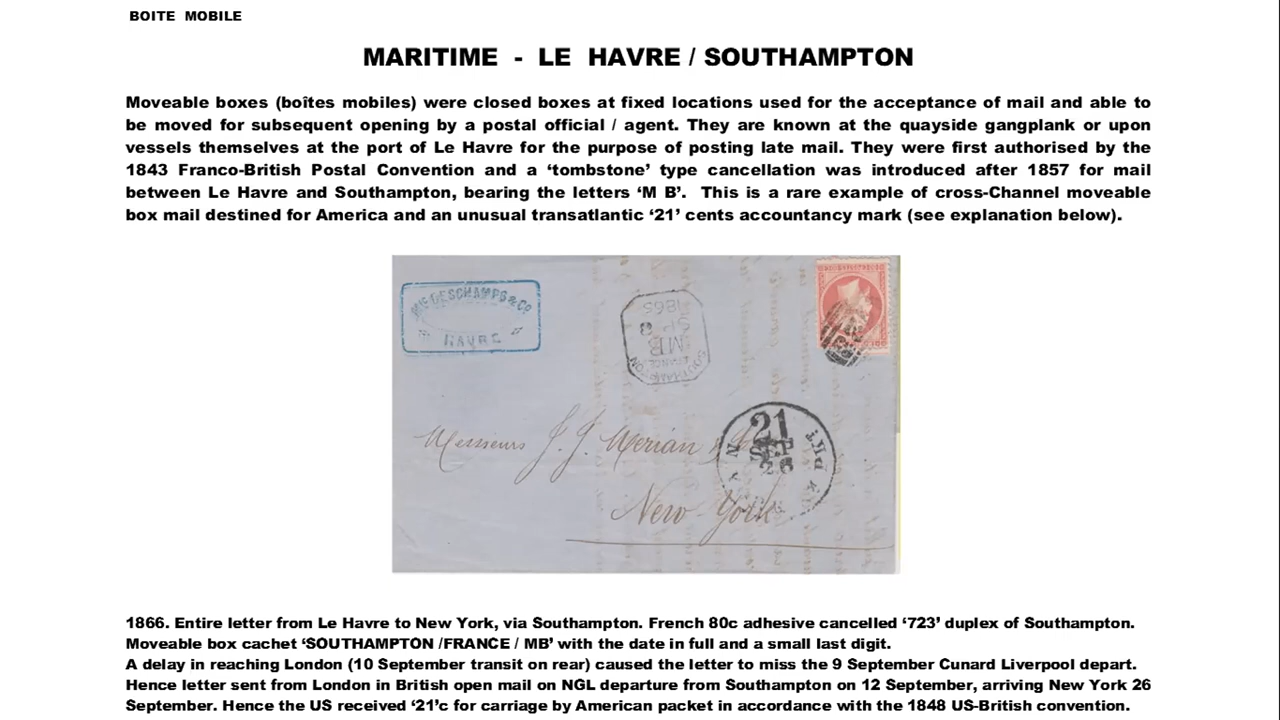 BOITE MOBILE
MARITIME - LE HAVRE / SOUTHAMPTON
Moveable boxes (boîtes mobiles) were closed boxes at fixed locations used for the acceptance of mail and able to
be moved for subsequent opening by a postal official / agent. They are known at the quayside gangplank or upon
vessels themselves at the port of Le Havre for the purpose of posting late mail. They were first authorised by the
1843 Franco-British Postal Convention and a ‘tombstone’ type cancellation was introduced after 1857 for mail
between Le Havre and Southampton, bearing the letters ‘M B’. This is a rare example of cross-Channel moveable
box mail destined for America and an unusual transatlantic ‘21’ cents accountancy mark (see explanation below).
DESCHAMPS & Co
HAVRE
SOUTHAMPTON
FRANCE
MB
SP
21
SEP
26
Messieurs J. J. Merian
New York
1866. Entire letter from Le Havre to New York, via Southampton. French 80c adhesive cancelled ‘723’ duplex of Southampton.
Moveable box cachet ‘SOUTHAMPTON /FRANCE / MB’ with the date in full and a small last digit.
A delay in reaching London (10 September transit on rear) caused the letter to miss the 9 September Cunard Liverpool depart.
Hence letter sent from London in British open mail on NGL departure from Southampton on 12 September, arriving New York 26
September. Hence the US received ‘21’c for carriage by American packet in accordance with the 1848 US-British convention.